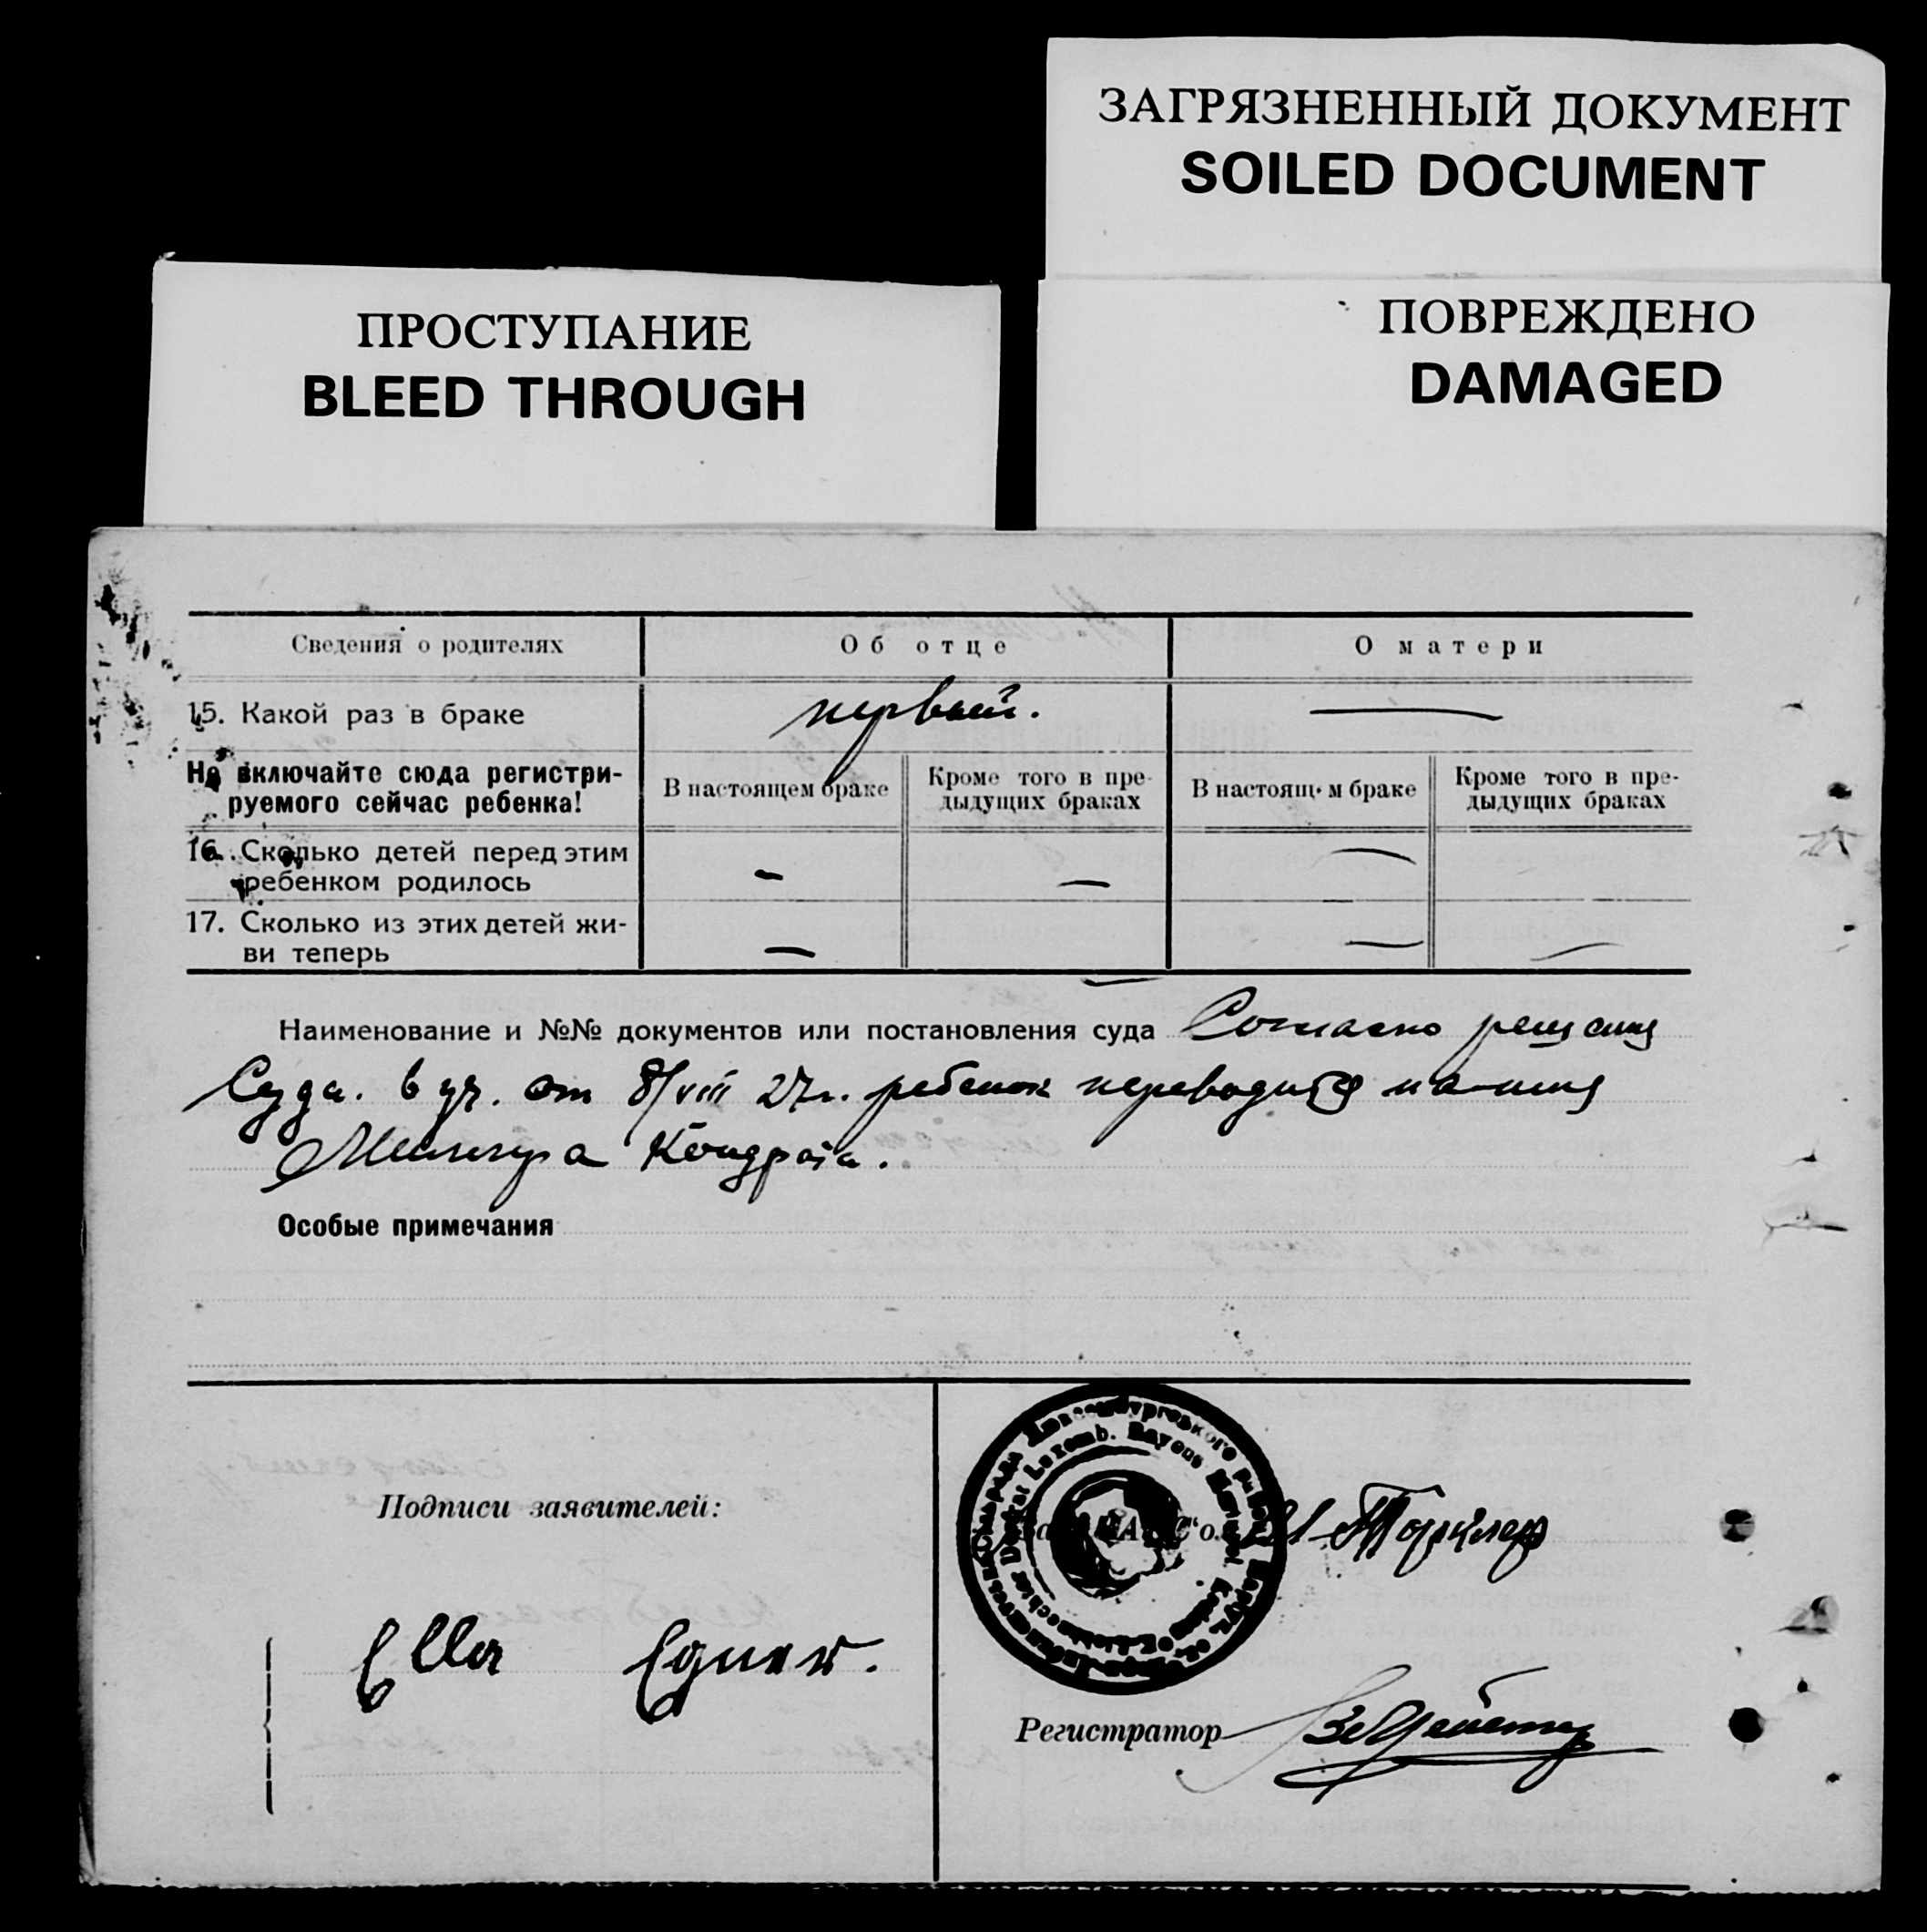 ЗАГРЯЗНЕННЫЙ ДОКУМЕНТ
SOILED DOCUMENT
ПРОСТУПАНИЕ
BLEED THROUGH
ПОВРЕЖДЕНО
DAMAGED
Сведения о родителях
Об отце
О матери
15. Какой раз в браке
первый.
Не включайте сюда регистри-
руемого сейчас ребенка!
В настоящем браке
Кроме того в пре-
дыдущих браках
В настоящем браке
Кроме того в пре-
дыдущих браках
16. Сколько детей перед этим
ребенком родилось
—
—
—
17. Сколько из этих детей жи-
ви теперь
—
—
—
Наименование и №№ документов или постановления суда Согласно решения
Суда. 6 уч. от 8/VIII 27г. ребенок переводится на имя
Кондрата.
Особые примечания
Подписи заявителей:
Ella
Регистратор